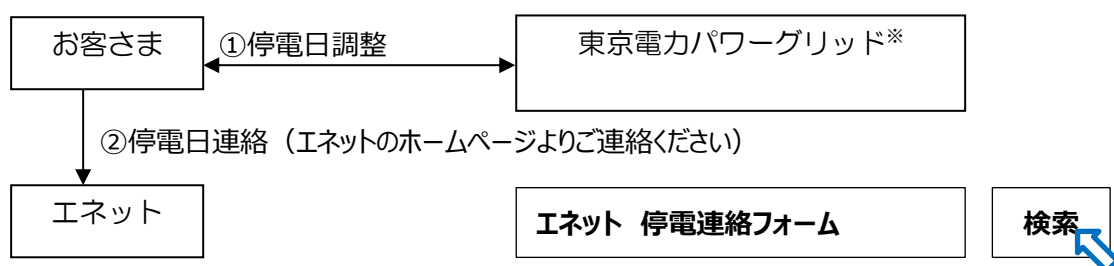 お客さま
①停電日調整
東京電力パワーグリッド※
②停電日連絡（エネットのホームページよりご連絡ください）
エネット
エネット 停電連絡フォーム
検索